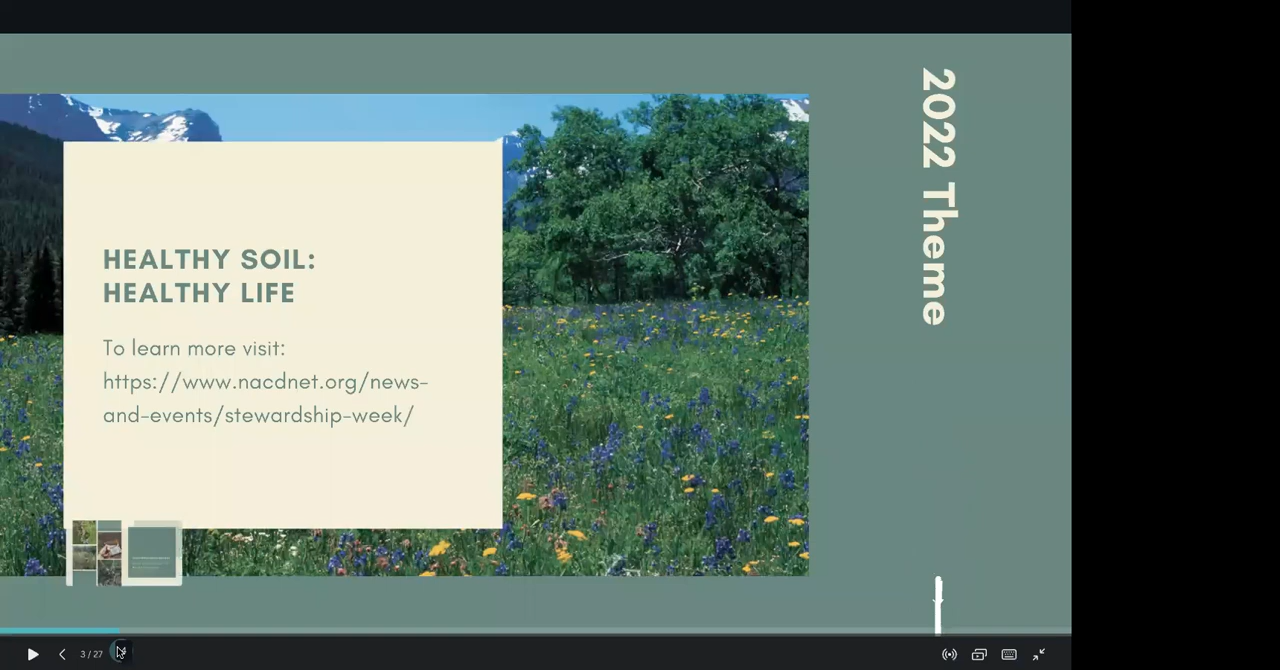 2022 Theme
HEALTHY SOIL:
HEALTHY LIFE
To learn more visit:
https://www.nacdnet.org/news-
and-events/stewardship-week/
3 / 27